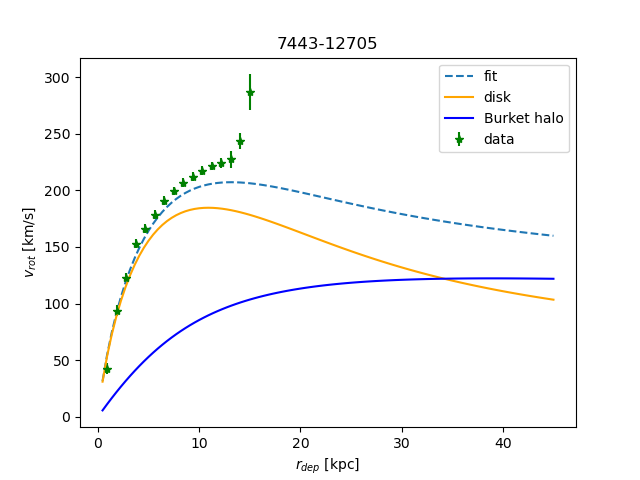 7443-12705
300
250
200
150
100
50
0
v_rot [km/s]
fit
disk
Burket halo
data
0 10 20 30 40
r_dep [kpc]